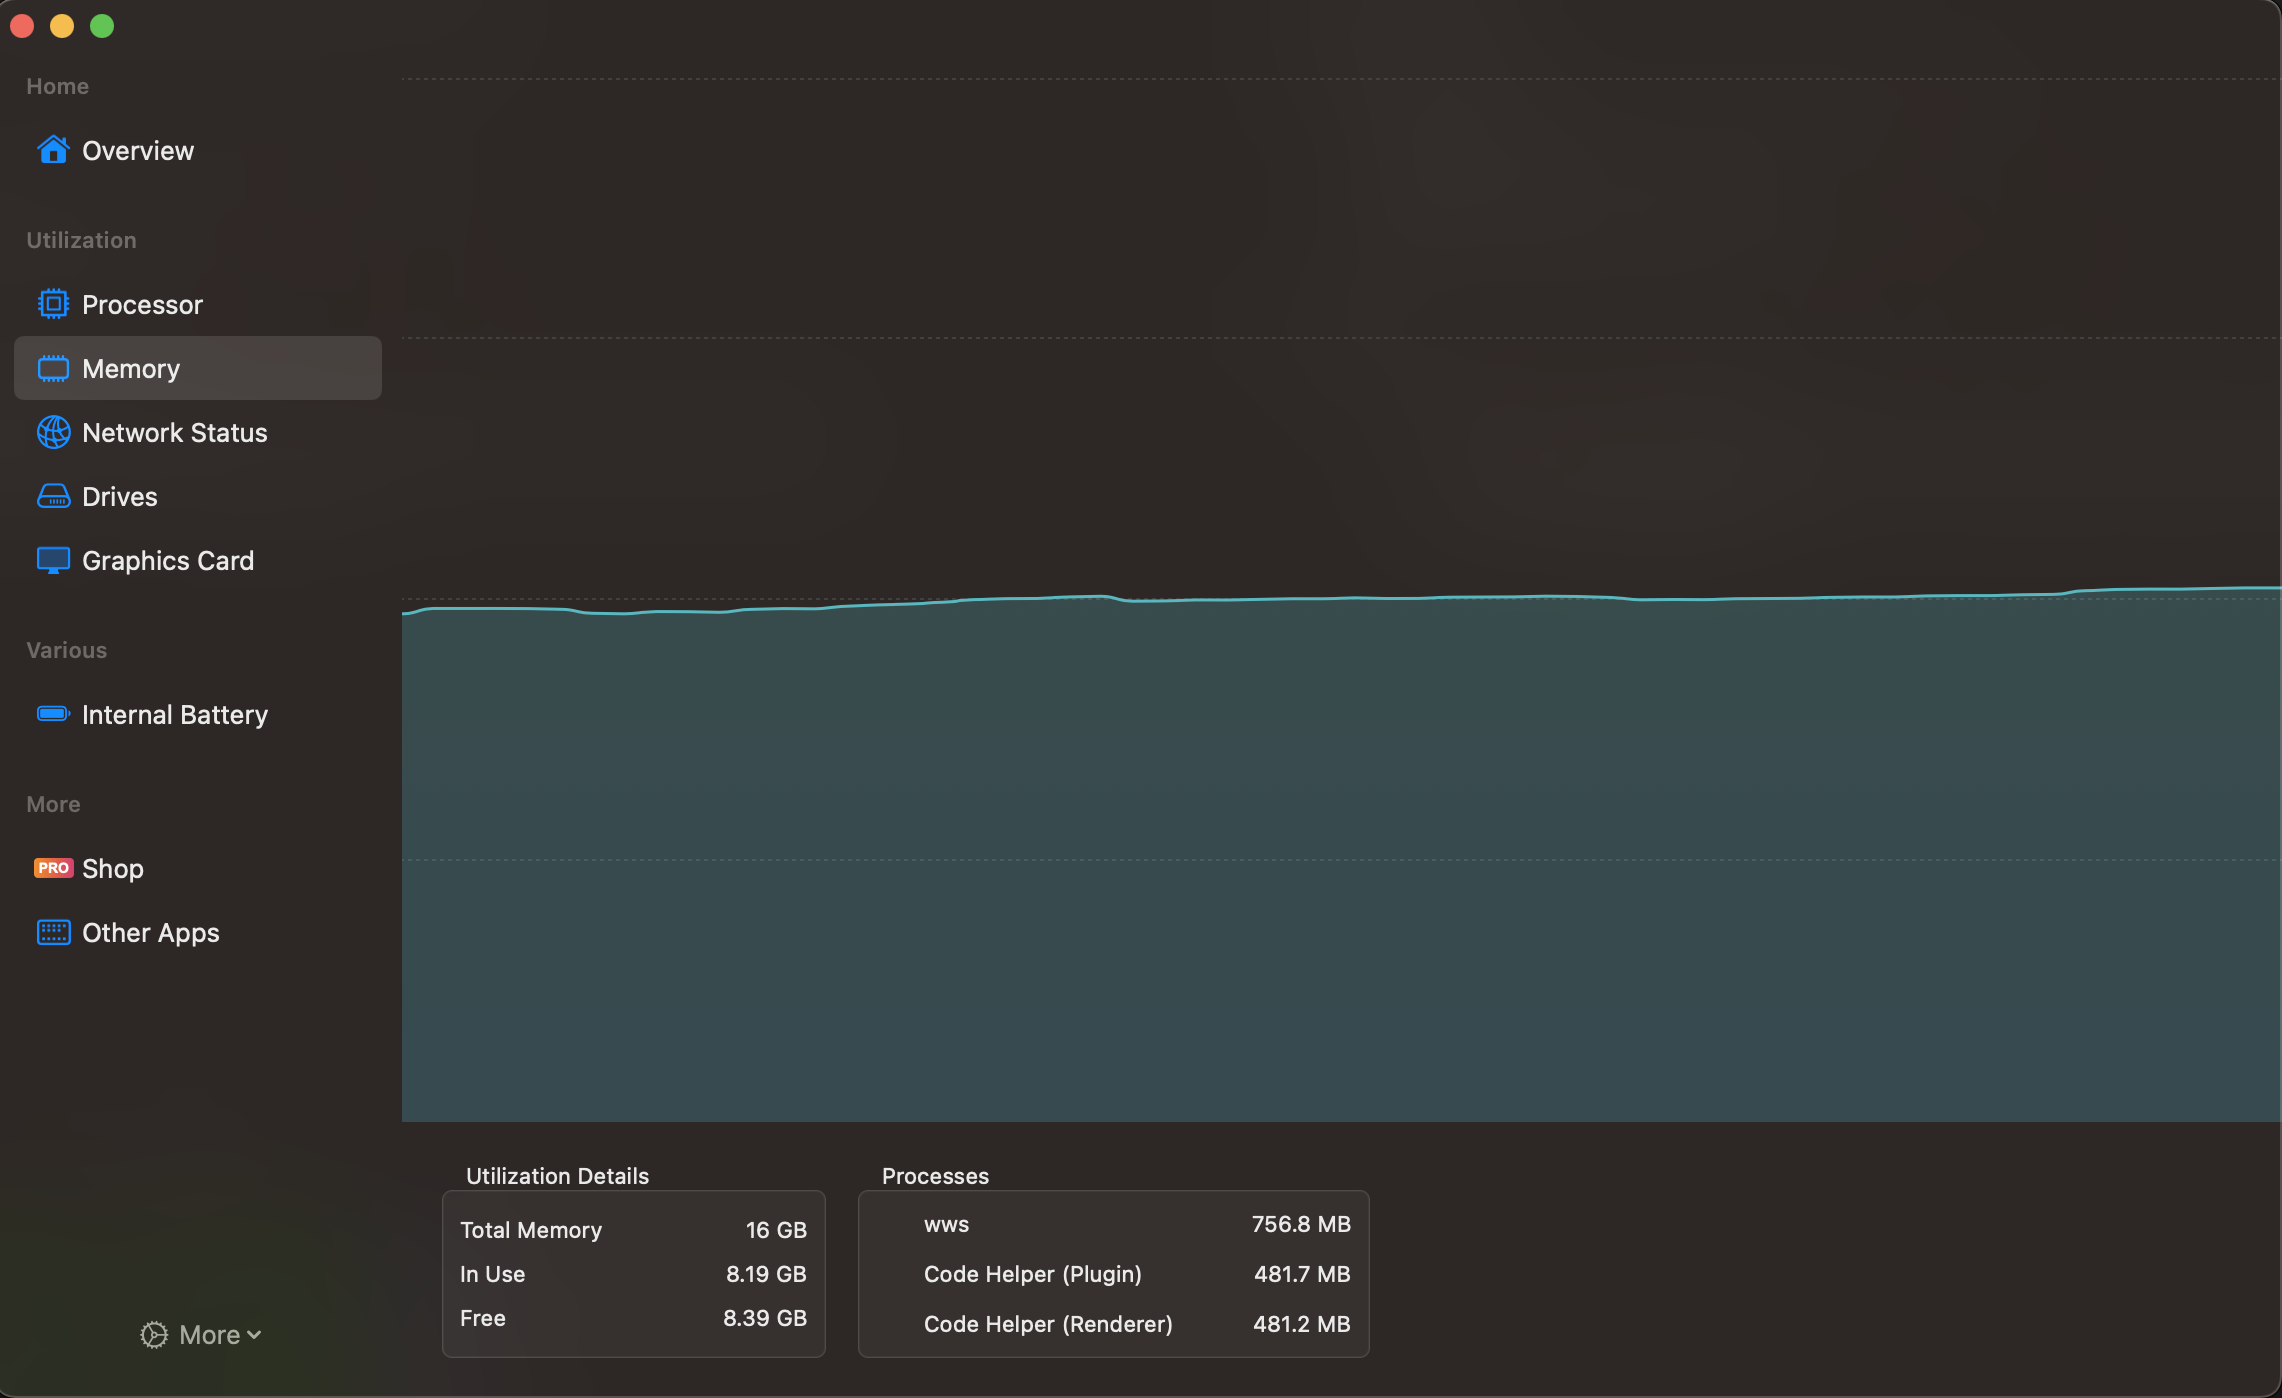 Home
Overview
Utilization
Processor
Memory
Network Status
Drives
Graphics Card
Various
Internal Battery
More
PRO Shop
Other Apps
More
Utilization Details
Total Memory 16 GB
In Use 8.19 GB
Free 8.39 GB
Processes
wws 756.8 MB
Code Helper (Plugin) 481.7 MB
Code Helper (Renderer) 481.2 MB